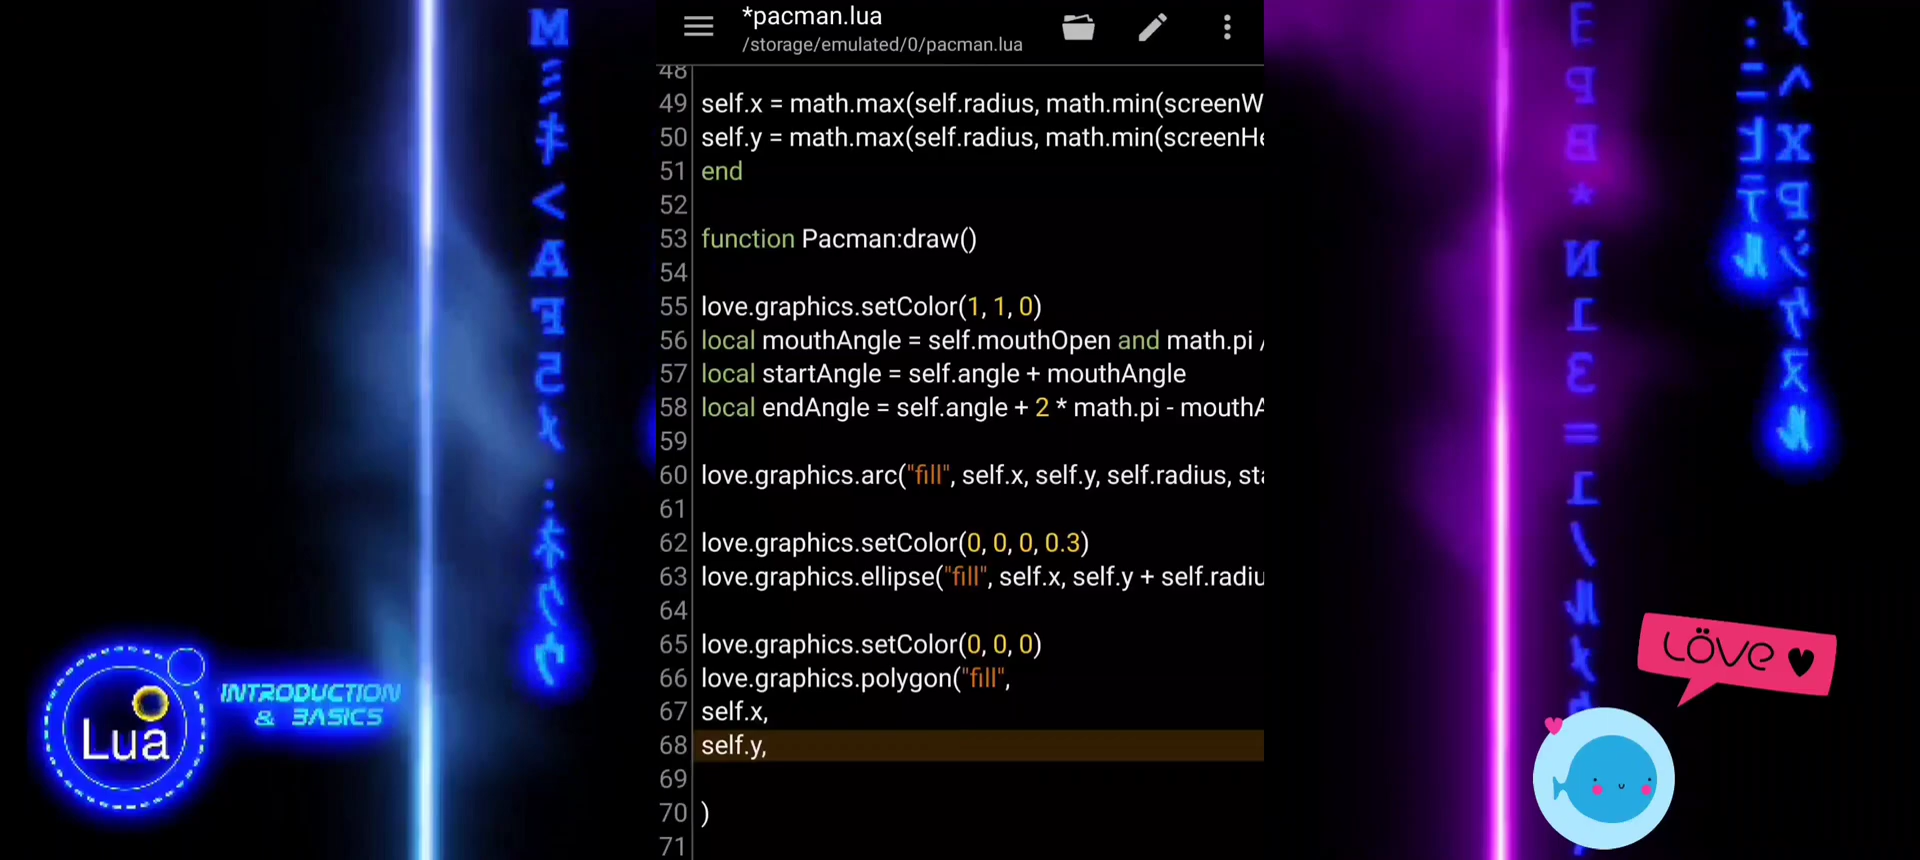 *pacman.lua
/storage/emulated/0/pacman.lua
48
49 self.x = math.max(self.radius, math.min(screenW
50 self.y = math.max(self.radius, math.min(screenHe
51 end
52
53 function Pacman:draw()
54
55 love.graphics.setColor(1, 1, 0)
56 local mouthAngle = self.mouthOpen and math.pi /
57 local startAngle = self.angle + mouthAngle
58 local endAngle = self.angle + 2 * math.pi - mouthA
59
60 love.graphics.arc("fill", self.x, self.y, self.radius, sta
61
62 love.graphics.setColor(0, 0, 0, 0.3)
63 love.graphics.ellipse("fill", self.x, self.y + self.radiu
64
65 love.graphics.setColor(0, 0, 0)
66 love.graphics.polygon("fill",
67 self.x,
68 self.y,
69
70 )
71
Lua
INTRODUCTION
& BASICS
LÖVE